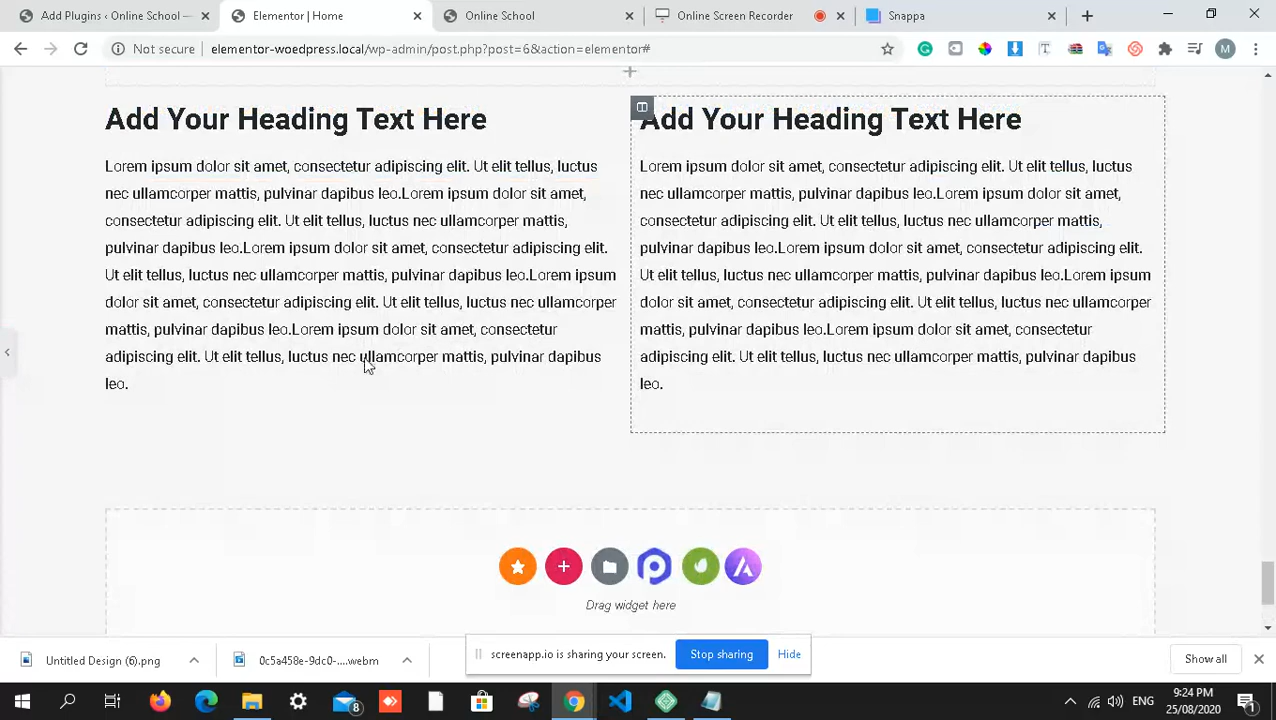 Add Plugins ‹ Online School —
Elementor | Home
Online School
Online Screen Recorder
Snappa
Not secure
elementor-woedpress.local/wp-admin/post.php?post=6&action=elementor#
M
Add Your Heading Text Here
Lorem ipsum dolor sit amet, consectetur adipiscing elit. Ut elit tellus, luctus
nec ullamcorper mattis, pulvinar dapibus leo.Lorem ipsum dolor sit amet,
consectetur adipiscing elit. Ut elit tellus, luctus nec ullamcorper mattis,
pulvinar dapibus leo.Lorem ipsum dolor sit amet, consectetur adipiscing elit.
Ut elit tellus, luctus nec ullamcorper mattis, pulvinar dapibus leo.Lorem ipsum
dolor sit amet, consectetur adipiscing elit. Ut elit tellus, luctus nec ullamcorper
mattis, pulvinar dapibus leo.Lorem ipsum dolor sit amet, consectetur
adipiscing elit. Ut elit tellus, luctus nec ullamcorper mattis, pulvinar dapibus
leo.
Add Your Heading Text Here
Lorem ipsum dolor sit amet, consectetur adipiscing elit. Ut elit tellus, luctus
nec ullamcorper mattis, pulvinar dapibus leo.Lorem ipsum dolor sit amet,
consectetur adipiscing elit. Ut elit tellus, luctus nec ullamcorper mattis,
pulvinar dapibus leo.Lorem ipsum dolor sit amet, consectetur adipiscing elit.
Ut elit tellus, luctus nec ullamcorper mattis, pulvinar dapibus leo.Lorem ipsum
dolor sit amet, consectetur adipiscing elit. Ut elit tellus, luctus nec ullamcorper
mattis, pulvinar dapibus leo.Lorem ipsum dolor sit amet, consectetur
adipiscing elit. Ut elit tellus, luctus nec ullamcorper mattis, pulvinar dapibus
leo.
Drag widget here
Untitled Design (6).png
0c5a458e-9dc0-....webm
screenapp.io is sharing your screen.
Stop sharing
Hide
Show all
8
ENG
9:24 PM
25/08/2020
1